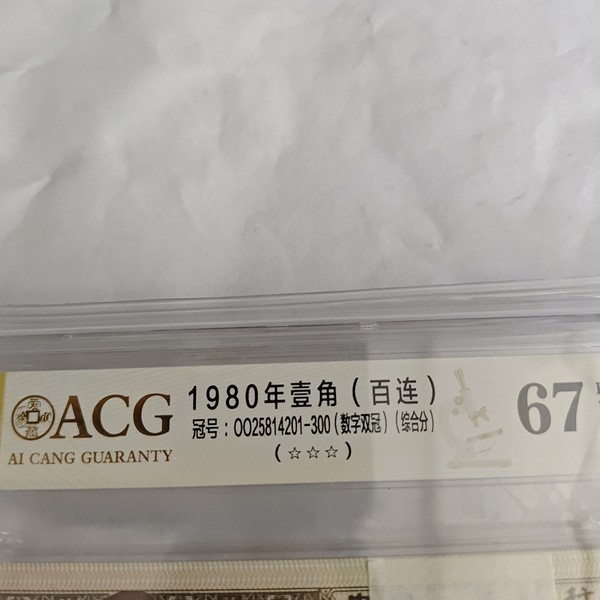 ACG
AI CANG GUARANTY
1980年壹角(百连)
冠号:OO25814201-300(数字双冠)(综合分)
(☆☆☆)
67